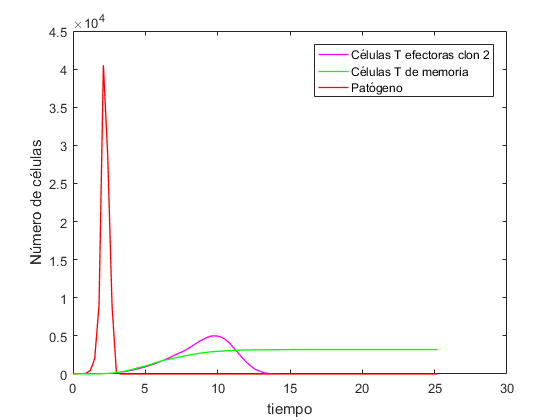 ×10^4
4.5
4
3.5
3
2.5
2
1.5
1
0.5
0
Número de células
0 5 10 15 20 25 30
tiempo
Células T efectoras clon 2
Células T de memoria
Patógeno